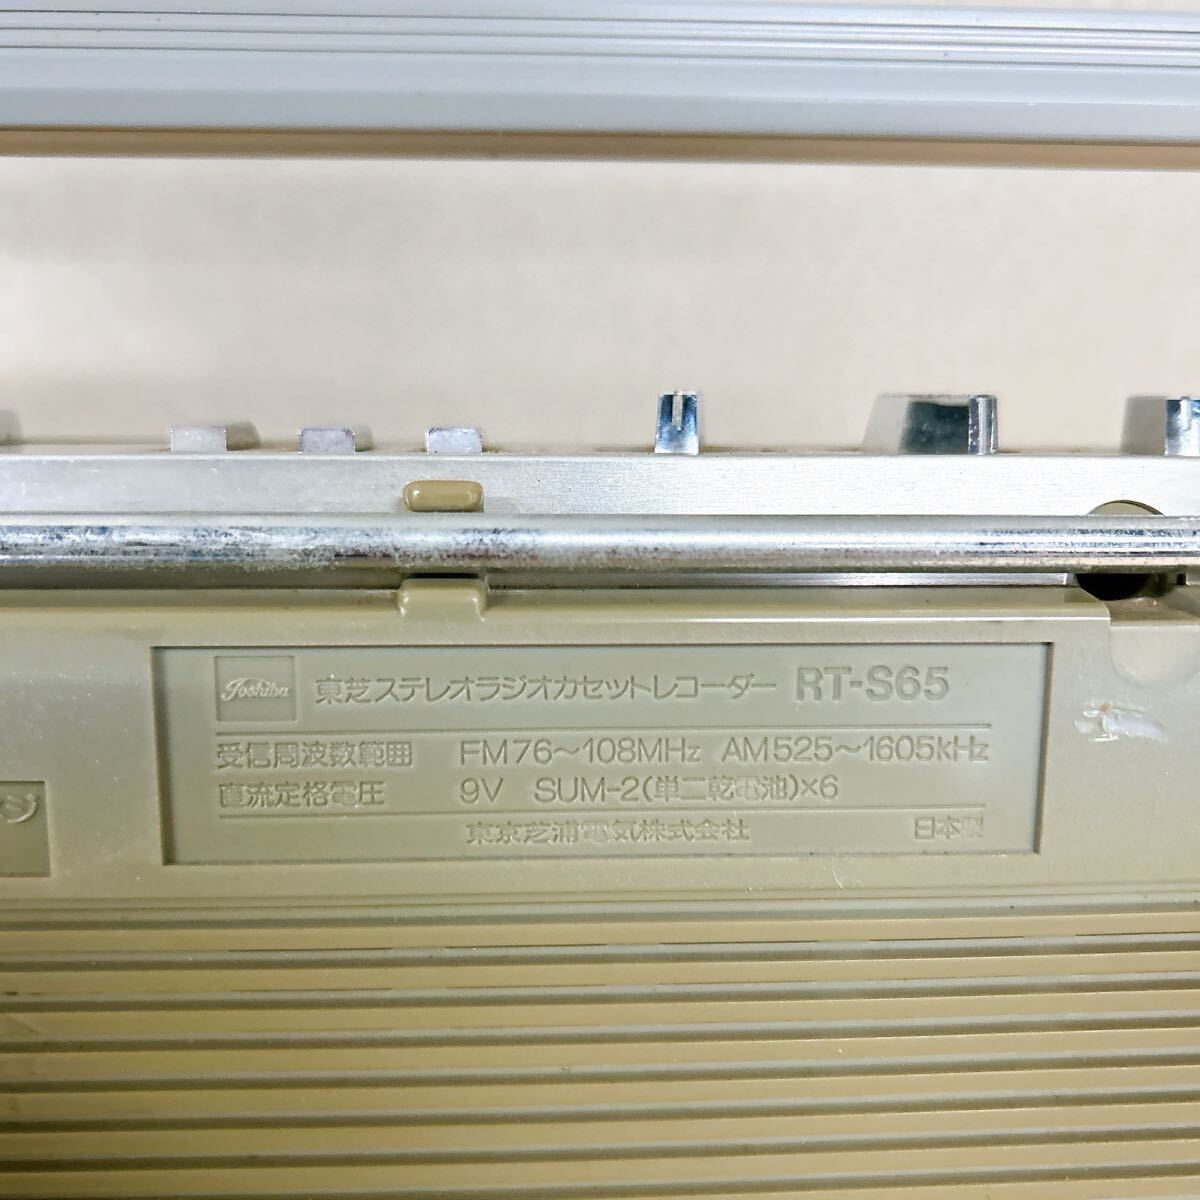 Toshiba 東芝ステレオラジオカセットレコーダー RT-S65
受信周波数範囲 FM76〜108MHz AM525〜1605kHz
直流定格電圧 9V SUM-2(単二乾電池)×6
東京芝浦電気株式会社 日本製